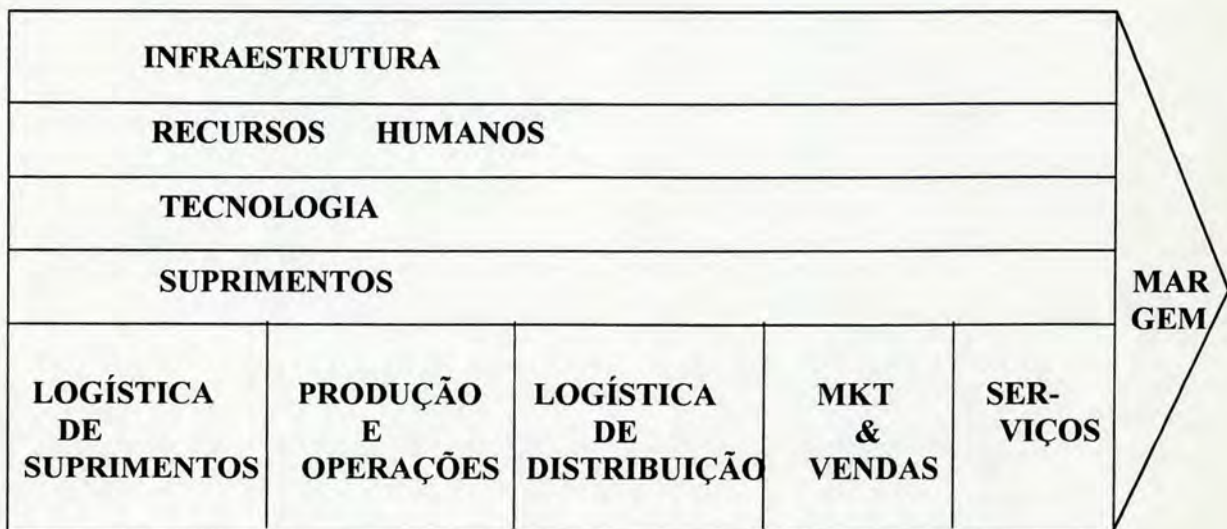 INFRAESTRUTURA
RECURSOS HUMANOS
TECNOLOGIA
SUPRIMENTOS
MAR
GEM
LOGÍSTICA
DE
SUPRIMENTOS
PRODUÇÃO
E
OPERAÇÕES
LOGÍSTICA
DE
DISTRIBUIÇÃO
MKT
&
VENDAS
SER-
VIÇOS